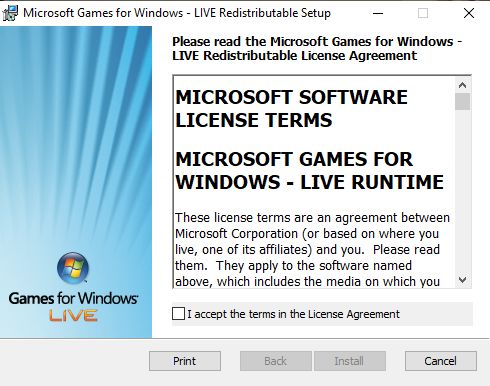 Microsoft Games for Windows - LIVE Redistributable Setup
Please read the Microsoft Games for Windows -
LIVE Redistributable License Agreement
MICROSOFT SOFTWARE
LICENSE TERMS
MICROSOFT GAMES FOR
WINDOWS - LIVE RUNTIME
These license terms are an agreement between
Microsoft Corporation (or based on where you
live, one of its affiliates) and you.  Please read
them.  They apply to the software named
above, which includes the media on which you
Games for Windows
LIVE
I accept the terms in the License Agreement
Print
Back
Install
Cancel